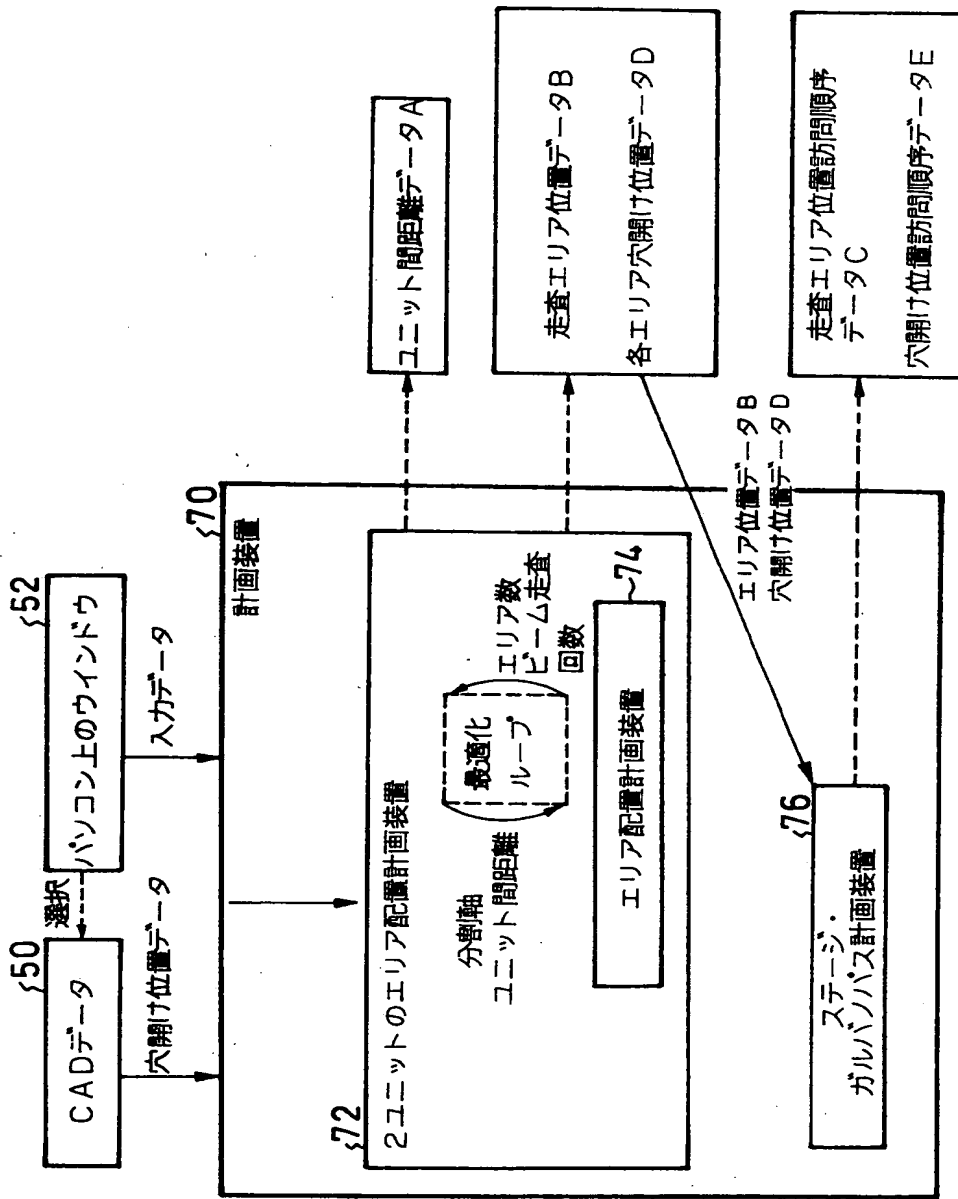 50
CADデータ
選択
52
パソコン上のウインドウ
穴開け位置データ
入力データ
70
計画装置
72
2ユニットのエリア配置計画装置
分割軸
ユニット間距離
最適化
ループ
エリア数
ビーム走査
回数
74
エリア配置計画装置
76
ステージ・
ガルバノパス計画装置
エリア位置データB
穴開け位置データD
ユニット間距離データA
走査エリア位置データB
各エリア穴開け位置データD
走査エリア位置訪問順序
データC
穴開け位置訪問順序データE